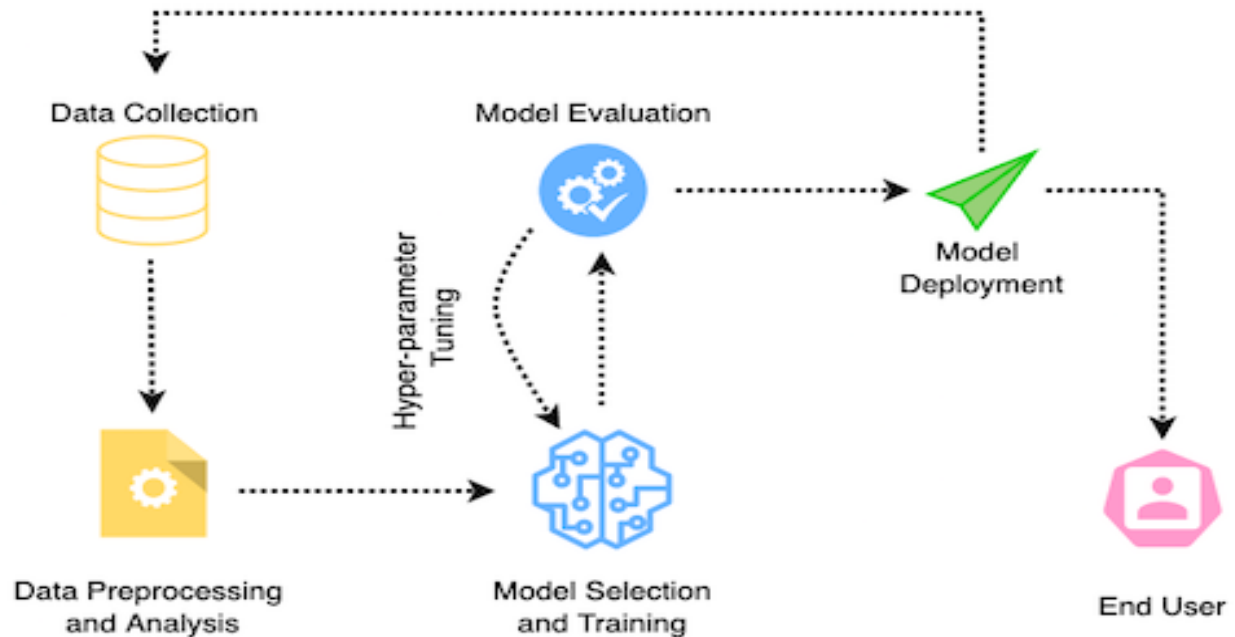 Data Collection
Model Evaluation
Model
Deployment
Hyper-parameter
Tuning
Data Preprocessing
and Analysis
Model Selection
and Training
End User